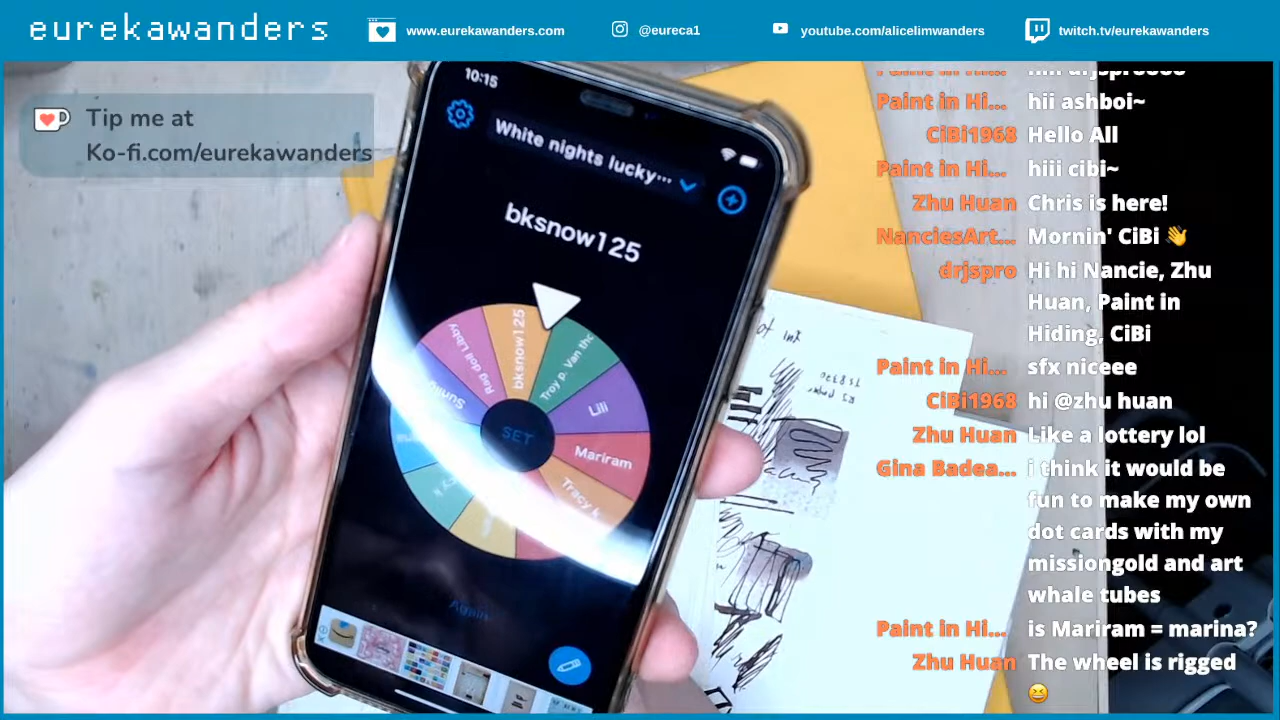 eurekawanders
www.eurekawanders.com
@eureca1
youtube.com/alicelimwanders
twitch.tv/eurekawanders
Tip me at
Ko-fi.com/eurekawanders
10:15
White nights lucky...
bksnow125
Rag doll Libby
bksnow125
Troy p. Van tho
Lili
Mariram
Tracy k
SET
Again
Paint in Hi... hii ashboi~
CiBi1968 Hello All
Paint in Hi... hiii cibi~
Zhu Huan Chris is here!
NanciesArt... Mornin' CiBi 👋
drjspro Hi hi Nancie, Zhu
Huan, Paint in
Hiding, CiBi
Paint in Hi... sfx niceee
CiBi1968 hi @zhu huan
Zhu Huan Like a lottery lol
Gina Badea... i think it would be
fun to make my own
dot cards with my
missiongold and art
whale tubes
Paint in Hi... is Mariram = marina?
Zhu Huan The wheel is rigged
😆